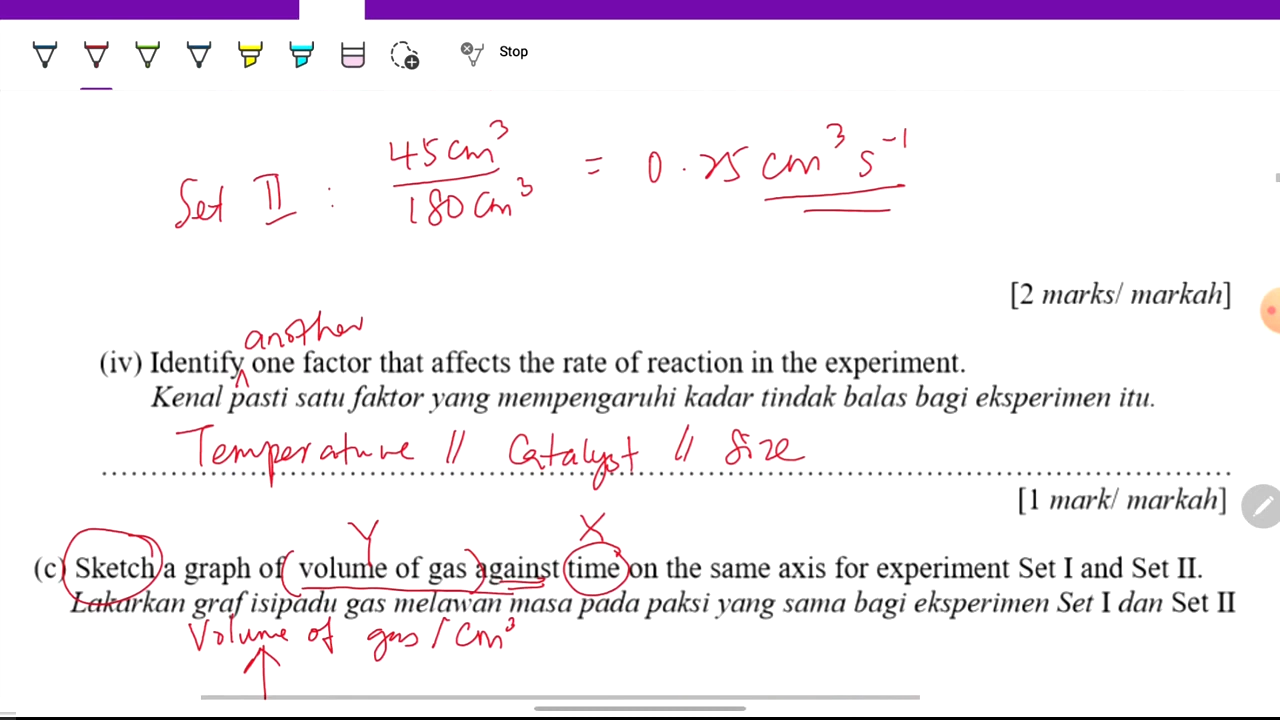 Stop
45 cm³
Set II : = 0.25 cm³ s⁻¹
180 cm³
[2 marks/ markah]
another
(iv) Identify ^ one factor that affects the rate of reaction in the experiment.
Kenal pasti satu faktor yang mempengaruhi kadar tindak balas bagi eksperimen itu.
Temperature // Catalyst // Size
[1 mark/ markah]
Y X
(c) Sketch a graph of (volume of gas) against time on the same axis for experiment Set I and Set II.
Lakarkan graf isipadu gas melawan masa pada paksi yang sama bagi eksperimen Set I dan Set II
Volume of gas / cm³